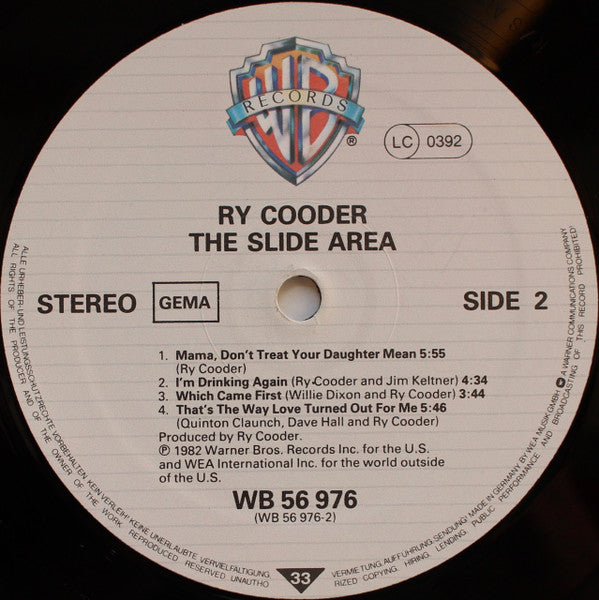 WB
RECORDS
®
LC 0392
RY COODER
THE SLIDE AREA
STEREO GEMA SIDE 2
1. Mama, Don't Treat Your Daughter Mean 5:55
(Ry Cooder)
2. I'm Drinking Again (Ry Cooder and Jim Keltner) 4:34
3. Which Came First (Willie Dixon and Ry Cooder) 3:44
4. That's The Way Love Turned Out For Me 5:46
(Quinton Claunch, Dave Hall and Ry Cooder)
Produced by Ry Cooder.
℗ 1982 Warner Bros. Records Inc. for the U.S.
and WEA International Inc. for the world outside
of the U.S.
WB 56 976
(WB 56 976-2)
33
ALLE URHEBER- UND LEISTUNGSSCHUTZRECHTE VORBEHALTEN KEIN VERLEIH! KEINE UNERLAUBTE VERVIELFÄLTIGUNG,
VERMIETUNG, AUFFÜHRUNG, SENDUNG! MADE IN GERMANY BY WEA MUSIK GMBH A WARNER COMMUNICATIONS COMPANY
ALL RIGHTS OF THE PRODUCER AND OF THE OWNER OF THE WORK REPRODUCED RESERVED UNAUTHO
RIZED COPYING HIRING LENDING PUBLIC PERFORMANCE AND BROADCASTING OF THIS RECORD PROHIBITED!